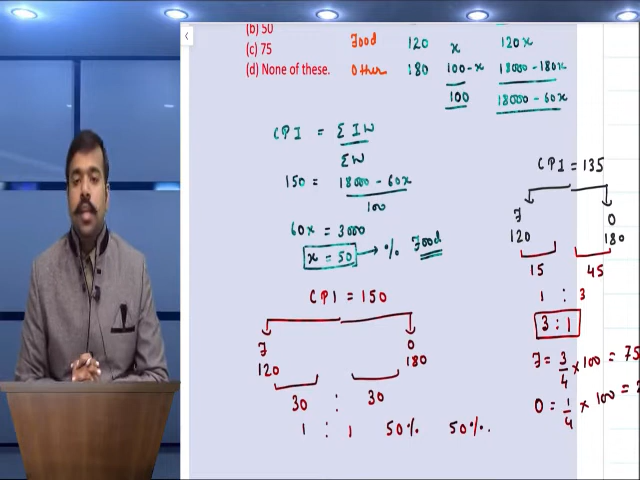 (b) 50
(c) 75
(d) None of these.
Food 120 x 120x
Other 180 100-x 18000-180x
100 18000-60x
CPI = ΣIW
ΣW
150 = 18000-60x
100
60x = 3000
x = 50 → % Food
CPI = 150
F O
120 180
30 : 30
1 : 1 50% 50%.
CPI = 135
F O
120 180
15 45
1 : 3
3 : 1
F = 3/4 × 100 = 75
O = 1/4 × 100 =